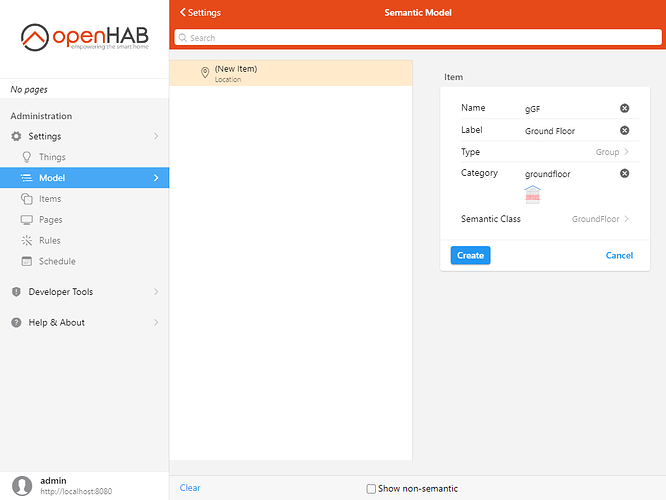 openHAB
empowering the smart home
No pages
Administration
Settings
Things
Model
Items
Pages
Rules
Schedule
Developer Tools
Help & About
admin
http://localhost:8080
Settings
Semantic Model
Search
(New Item)
Location
Item
Name gGF
Label Ground Floor
Type Group
Category groundfloor
Semantic Class GroundFloor
Create Cancel
Clear Show non-semantic